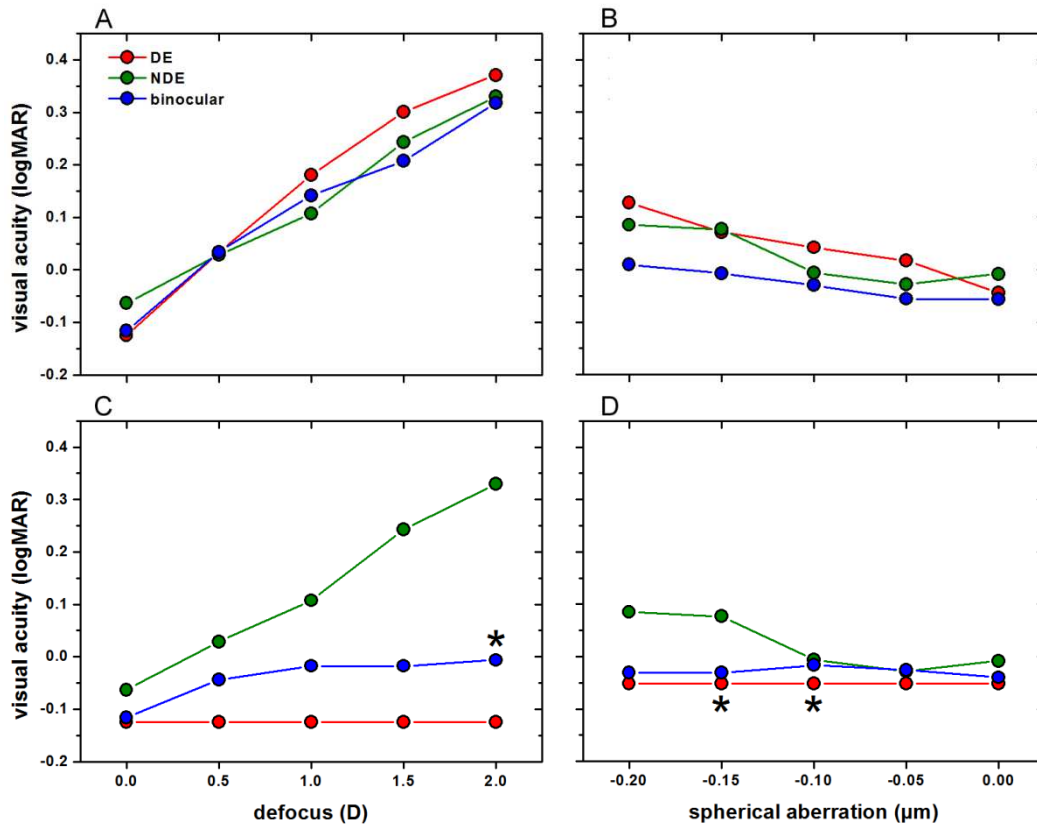 A
B
DE
NDE
binocular
0.4
0.3
0.2
0.1
0.0
-0.1
-0.2
visual acuity (logMAR)
C
D
0.4
0.3
0.2
0.1
0.0
-0.1
-0.2
visual acuity (logMAR)
*
*
*
0.0 0.5 1.0 1.5 2.0
-0.20 -0.15 -0.10 -0.05 0.00
defocus (D)
spherical aberration (µm)